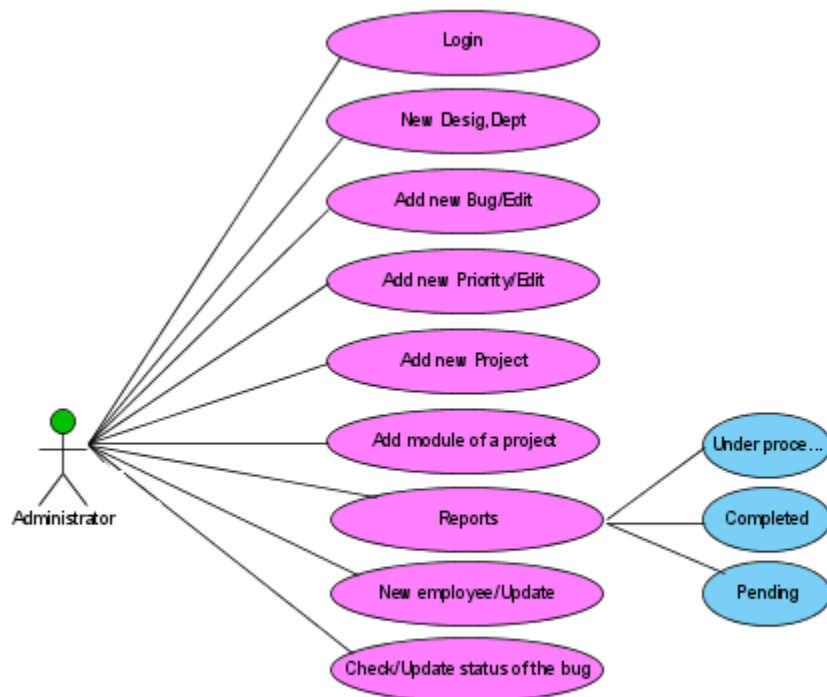 Login
New Desig,Dept
Add new Bug/Edit
Add new Priority/Edit
Add new Project
Add module of a project
Under proce...
Administrator
Reports
Completed
New employee/Update
Pending
Check/Update status of the bug